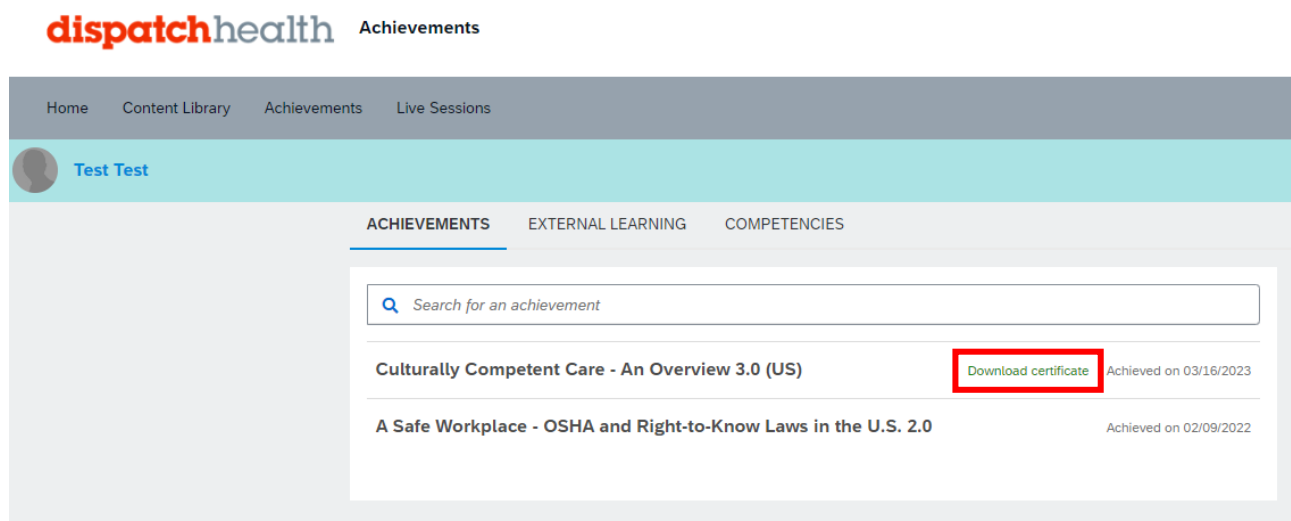 dispatchhealth Achievements
Home Content Library Achievements Live Sessions
Test Test
ACHIEVEMENTS EXTERNAL LEARNING COMPETENCIES
Search for an achievement
Culturally Competent Care - An Overview 3.0 (US) Download certificate Achieved on 03/16/2023
A Safe Workplace - OSHA and Right-to-Know Laws in the U.S. 2.0 Achieved on 02/09/2022